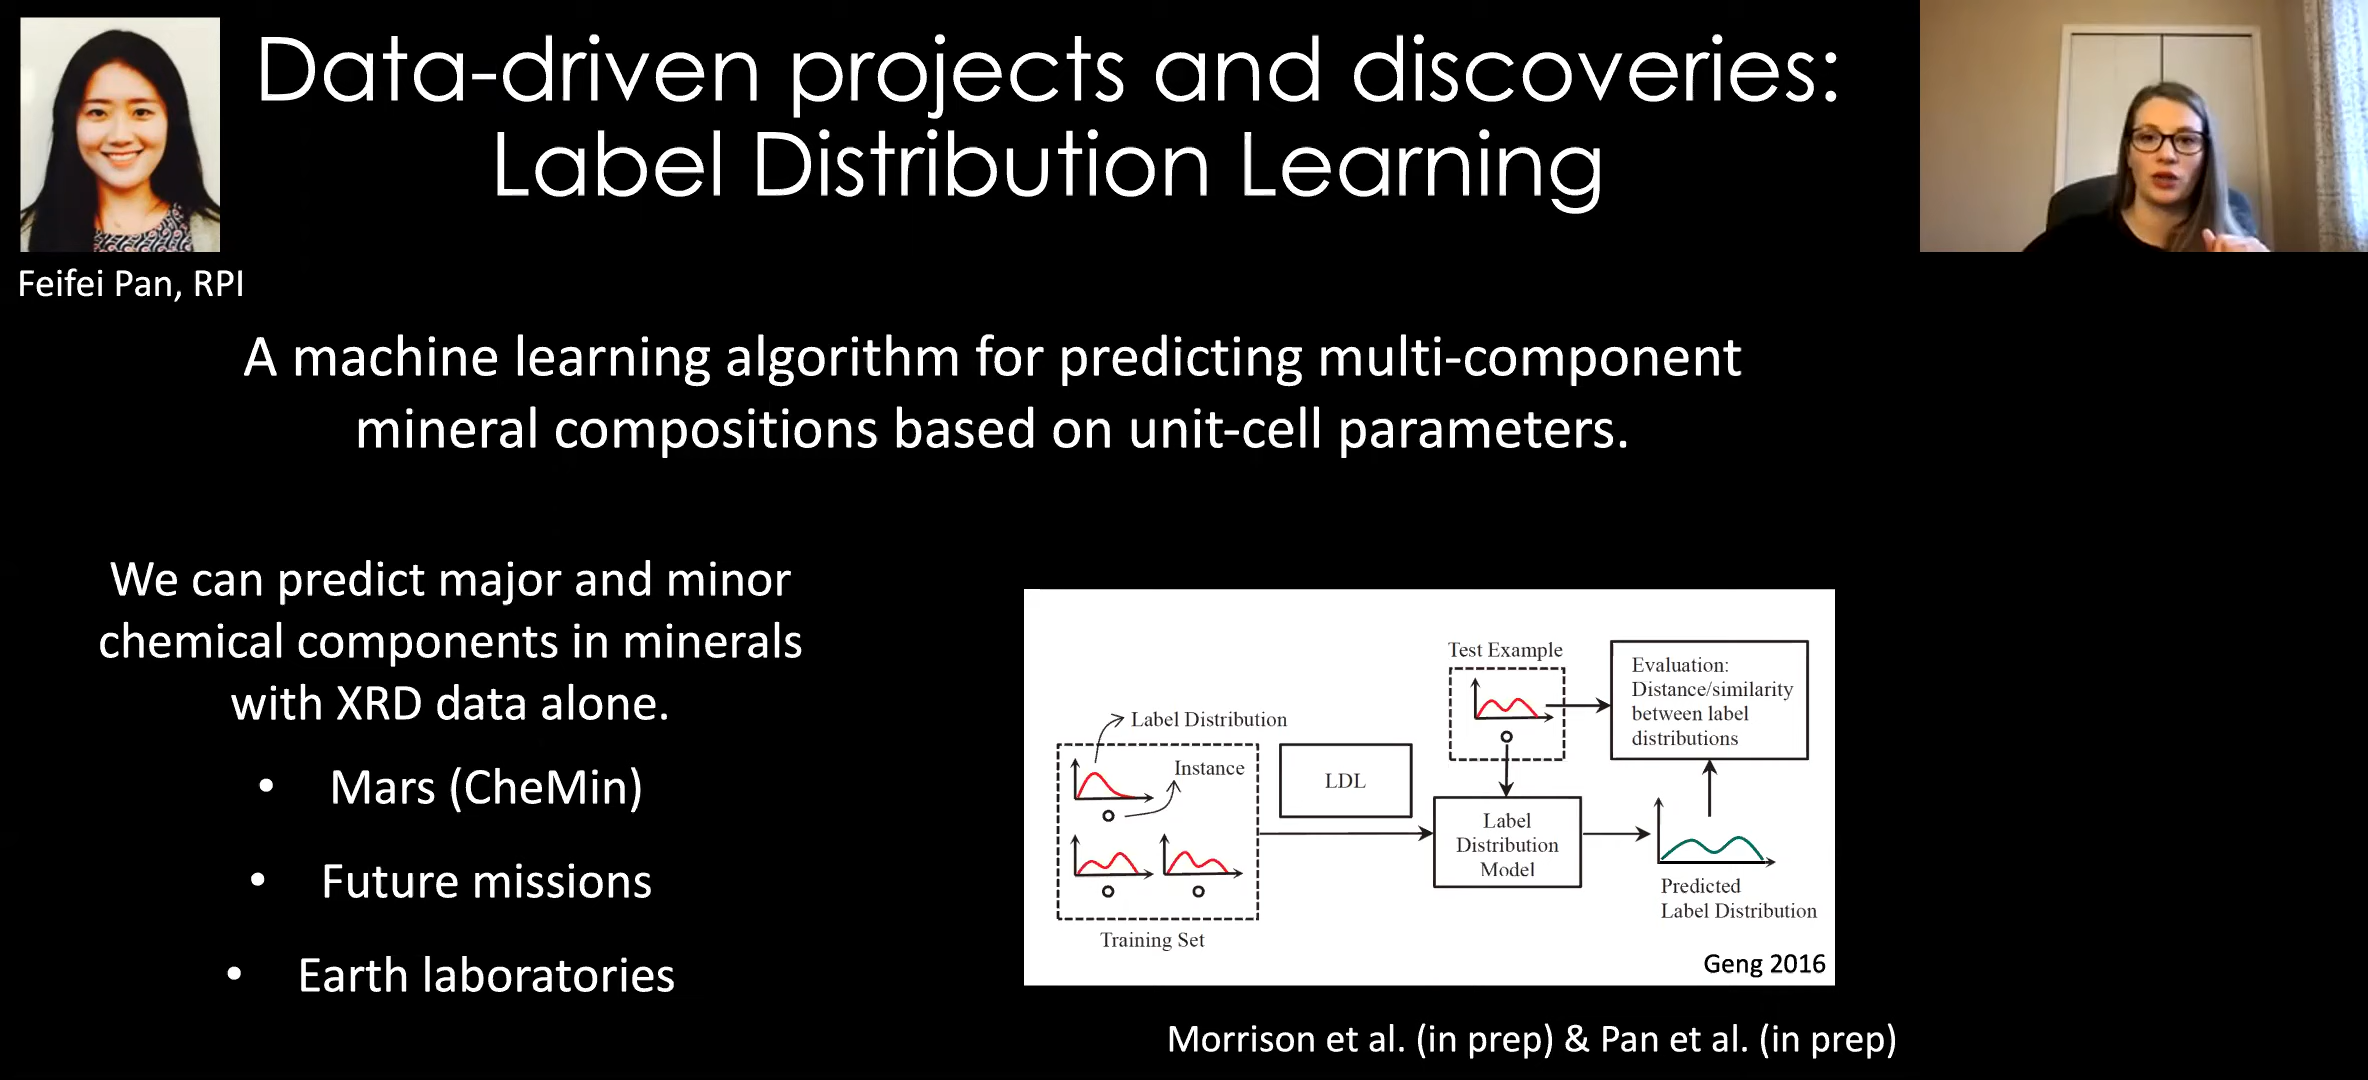 Data-driven projects and discoveries:
Label Distribution Learning
Feifei Pan, RPI
A machine learning algorithm for predicting multi-component
mineral compositions based on unit-cell parameters.
We can predict major and minor
chemical components in minerals
with XRD data alone.
• Mars (CheMin)
• Future missions
• Earth laboratories
Test Example
Evaluation:
Distance/similarity
between label
distributions
Label Distribution
Instance
LDL
Label
Distribution
Model
Predicted
Label Distribution
Training Set
Geng 2016
Morrison et al. (in prep) & Pan et al. (in prep)